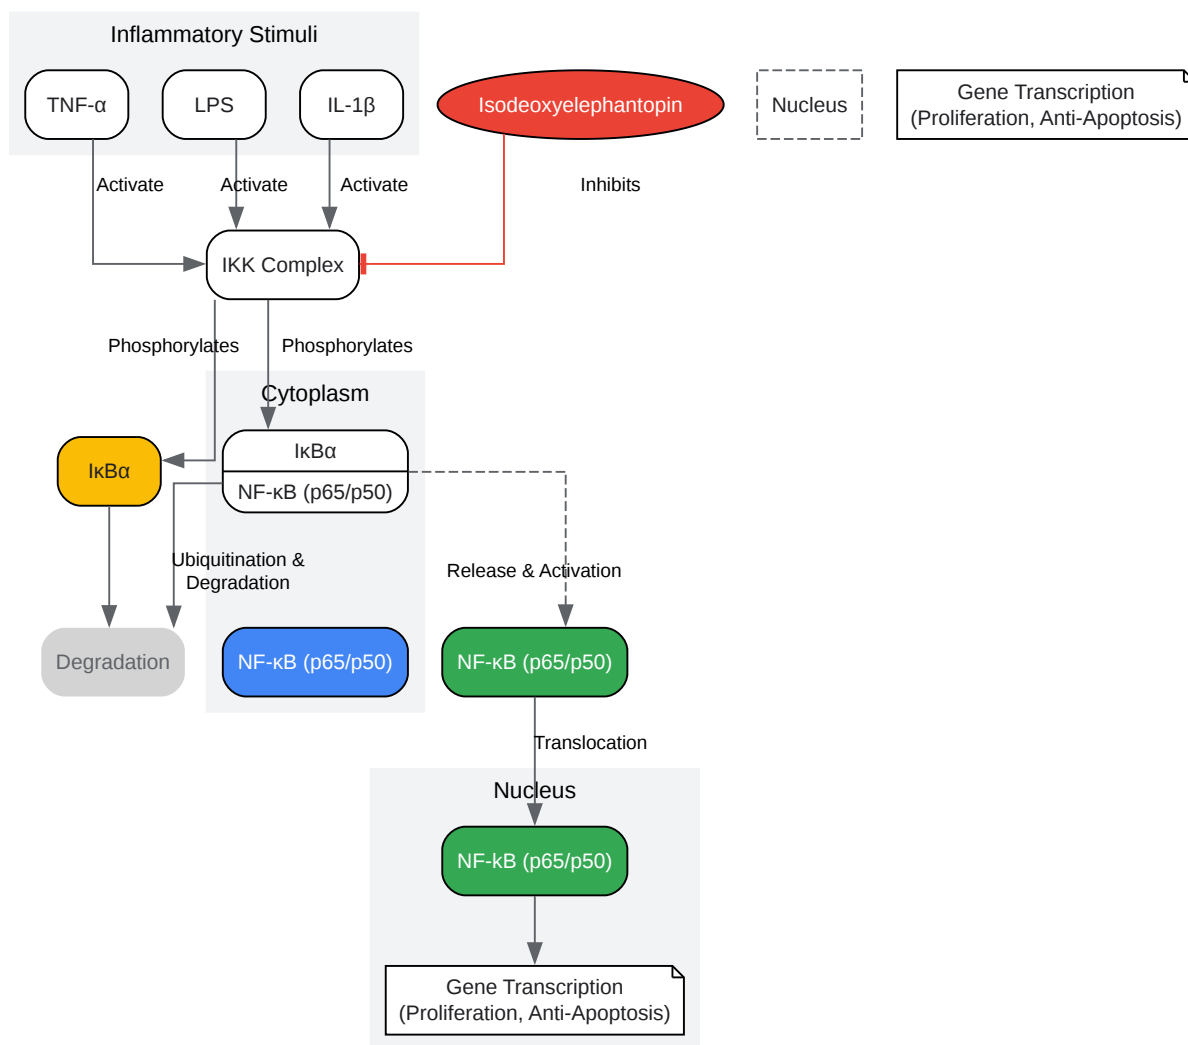 Inflammatory Stimuli
TNF-α
LPS
IL-1β
Isodeoxyelephantopin
Nucleus
Gene Transcription
(Proliferation, Anti-Apoptosis)
Activate
Activate
Activate
Inhibits
IKK Complex
Phosphorylates
Phosphorylates
Cytoplasm
IκBα
IκBα
NF-κB (p65/p50)
Ubiquitination &
Degradation
Release & Activation
Degradation
NF-κB (p65/p50)
NF-κB (p65/p50)
Translocation
Nucleus
NF-kB (p65/p50)
Gene Transcription
(Proliferation, Anti-Apoptosis)